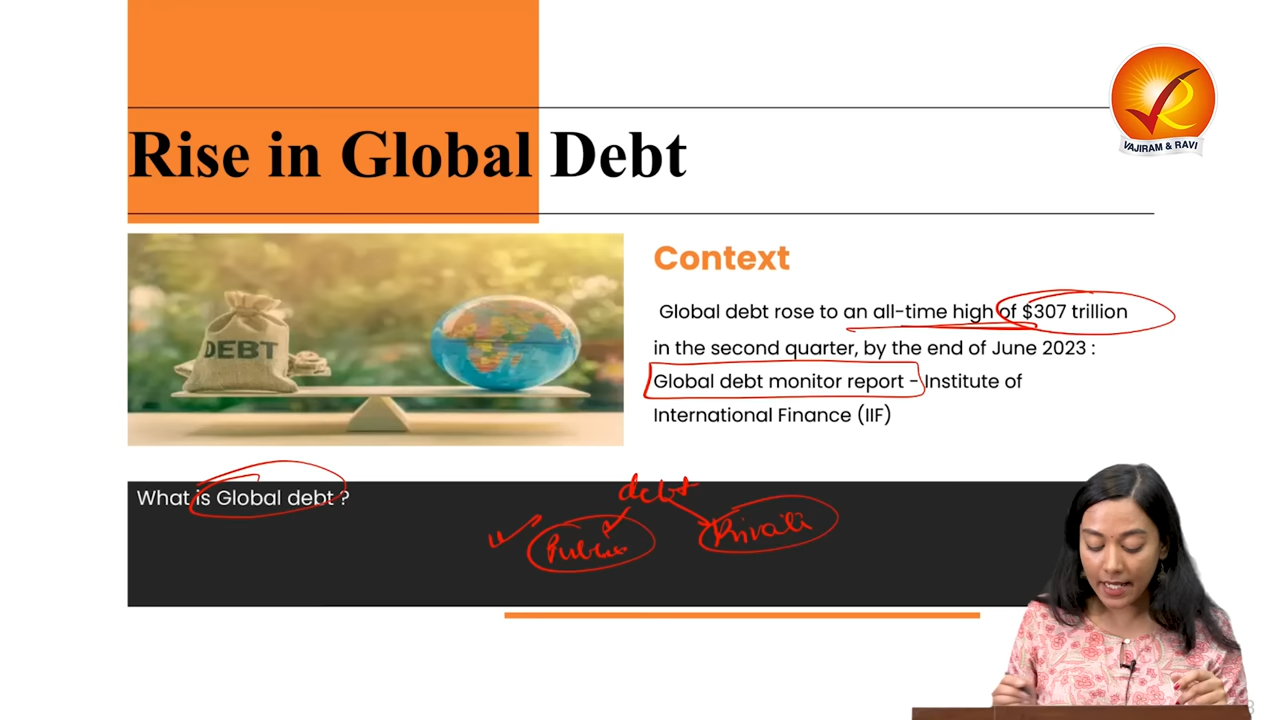 VAJIRAM & RAVI
Rise in Global Debt
DEBT
Context
Global debt rose to an all-time high of $307 trillion
in the second quarter, by the end of June 2023 :
Global debt monitor report - Institute of
International Finance (IIF)
What is Global debt ?
debt
Public
Private